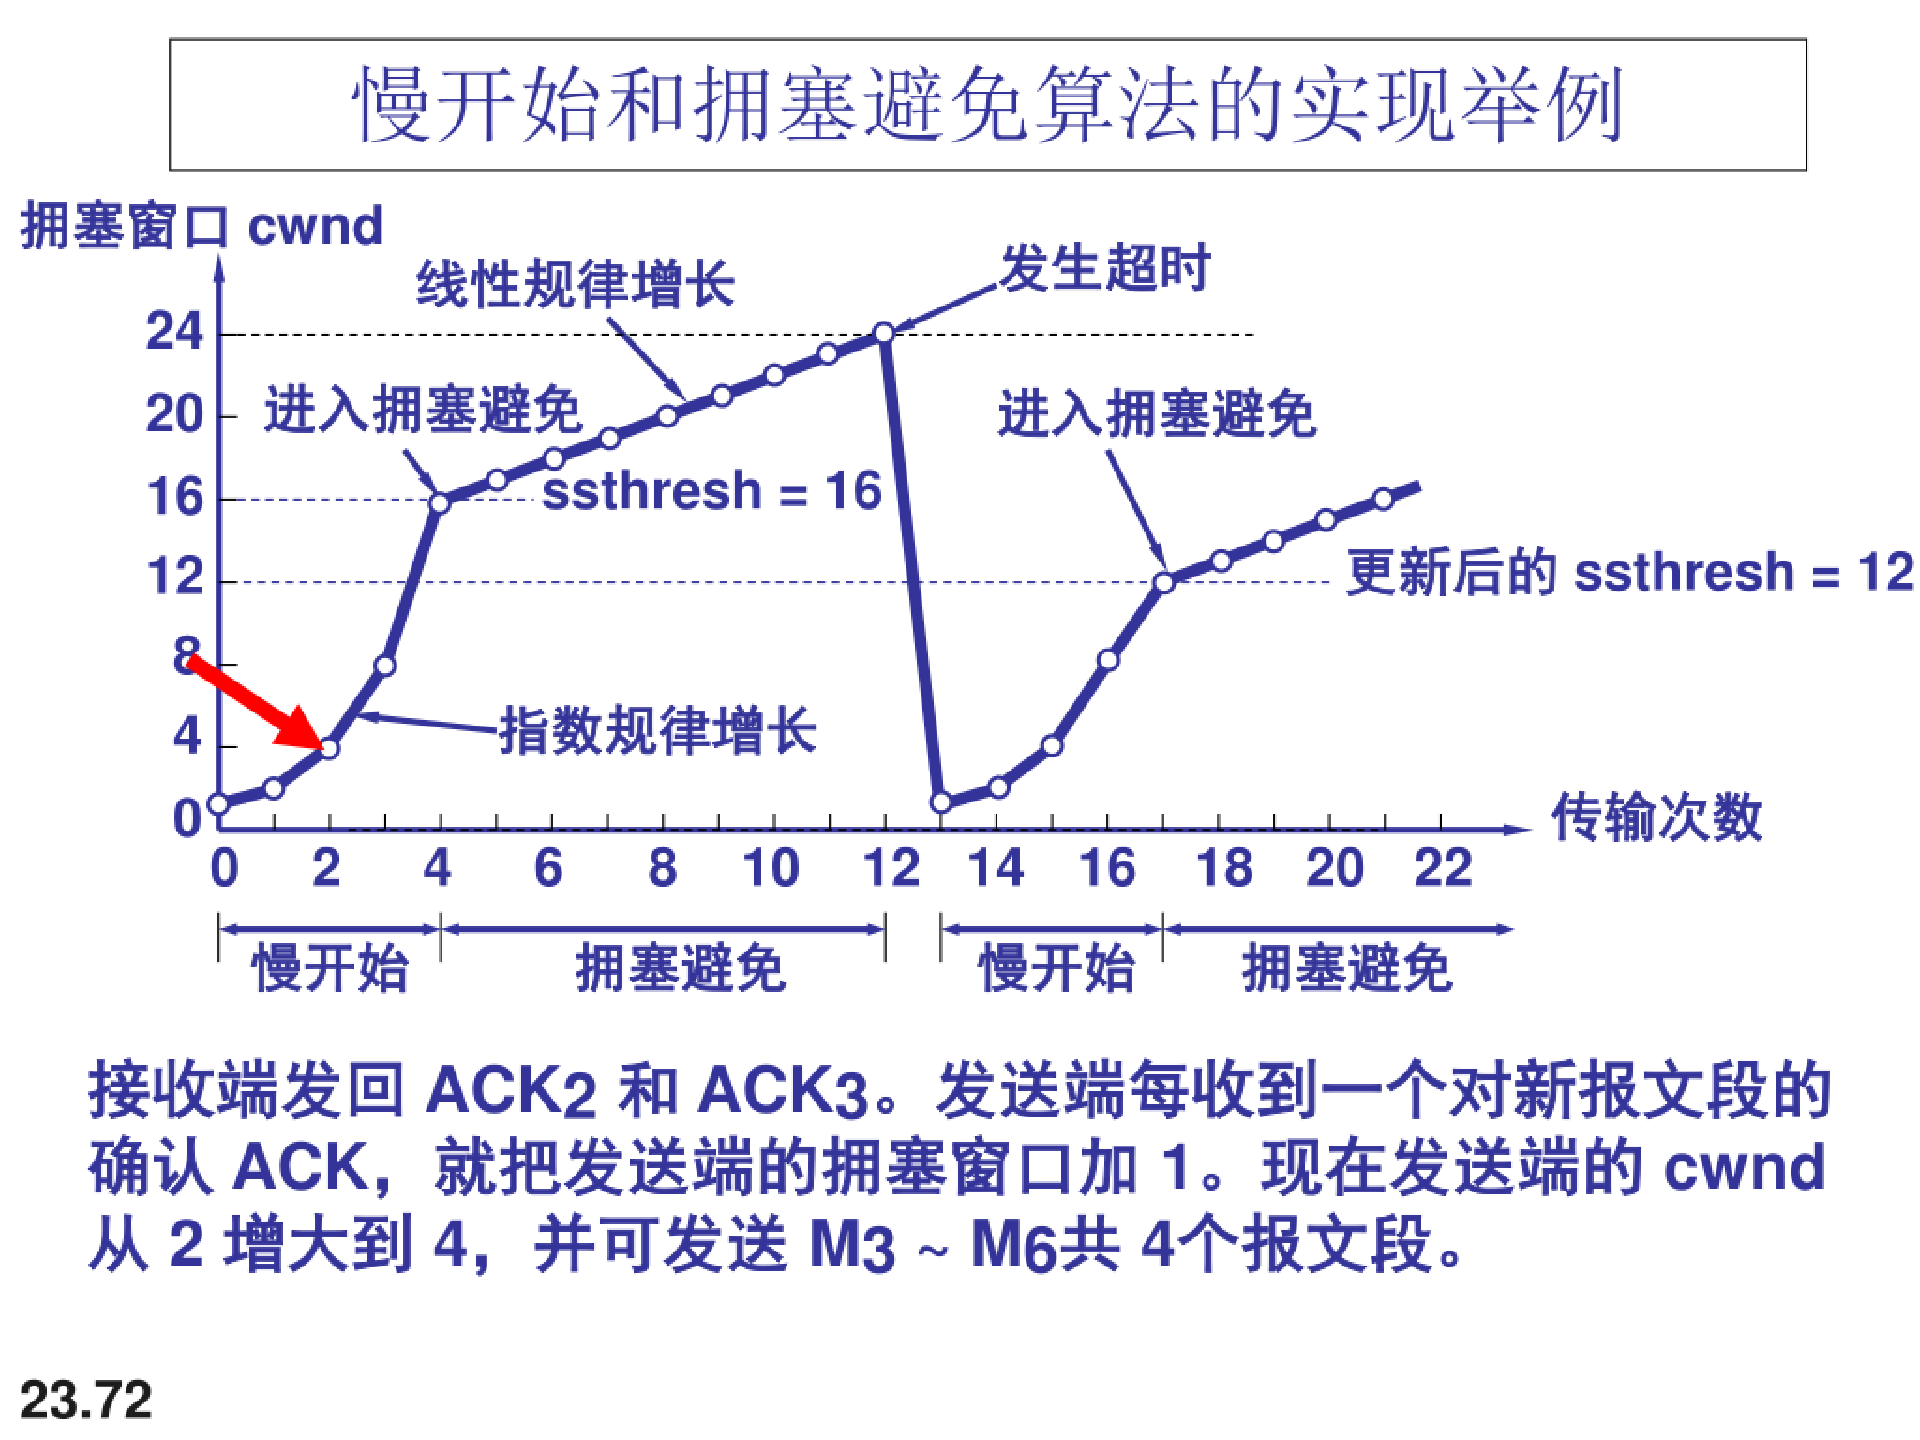 慢开始和拥塞避免算法的实现举例
拥塞窗口 cwnd
发生超时
线性规律增长
24
进入拥塞避免
进入拥塞避免
20
ssthresh = 16
16
更新后的 ssthresh = 12
12
8
指数规律增长
4
传输次数
0
0 2 4 6 8 10 12 14 16 18 20 22
慢开始 拥塞避免 慢开始 拥塞避免
接收端发回 ACK2 和 ACK3。发送端每收到一个对新报文段的
确认 ACK，就把发送端的拥塞窗口加 1。现在发送端的 cwnd
从 2 增大到 4，并可发送 M3 ~ M6共 4个报文段。
23.72